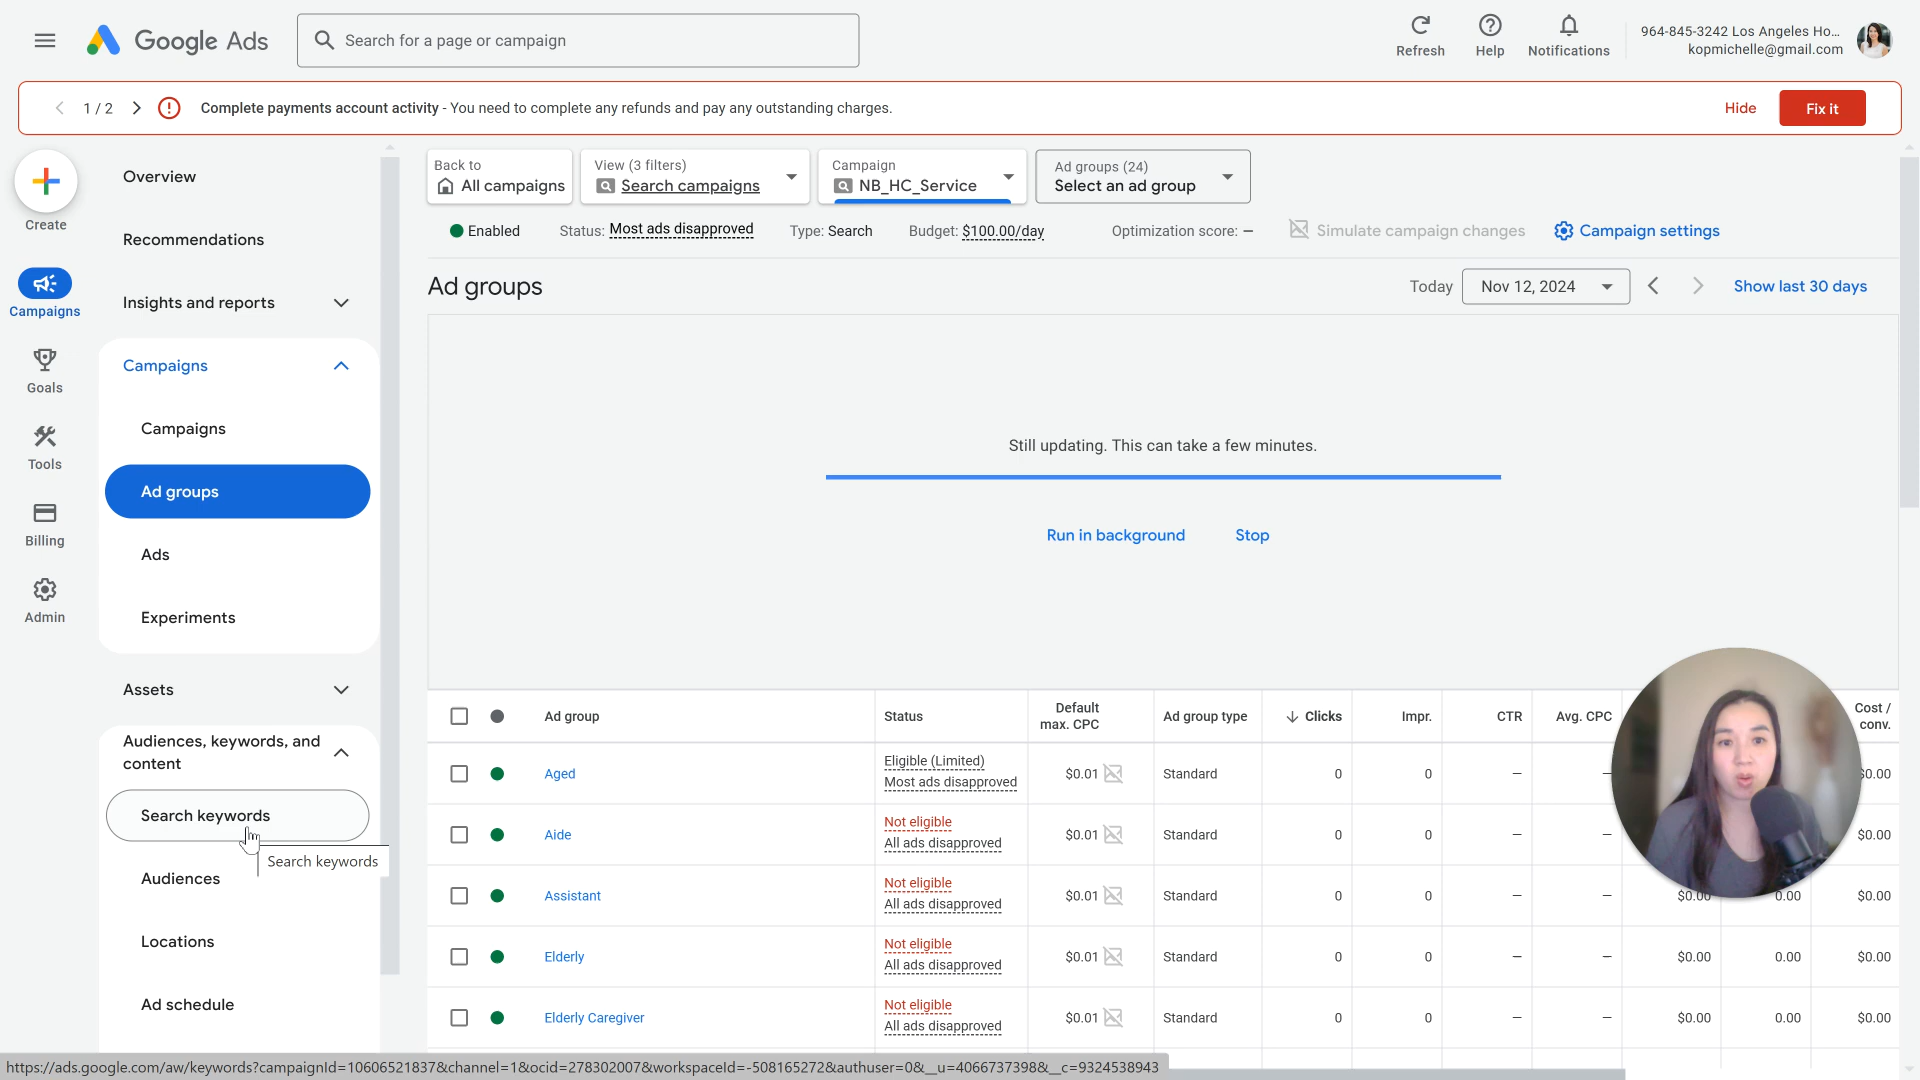 Google Ads
Search for a page or campaign
Refresh
Help
Notifications
964-845-3242 Los Angeles Ho...
kopmichelle@gmail.com
1 / 2
Complete payments account activity - You need to complete any refunds and pay any outstanding charges.
Hide
Fix it
Create
Campaigns
Goals
Tools
Billing
Admin
Overview
Recommendations
Insights and reports
Campaigns
Campaigns
Ad groups
Ads
Experiments
Assets
Audiences, keywords, and
content
Search keywords
Search keywords
Audiences
Locations
Ad schedule
Back to
All campaigns
View (3 filters)
Search campaigns
Campaign
NB_HC_Service
Ad groups (24)
Select an ad group
Enabled
Status: Most ads disapproved
Type: Search
Budget: $100.00/day
Optimization score: –
Simulate campaign changes
Campaign settings
Ad groups
Today
Nov 12, 2024
Show last 30 days
Still updating. This can take a few minutes.
Run in background
Stop
Ad group
Status
Default
max. CPC
Ad group type
Clicks
Impr.
CTR
Avg. CPC
Cost /
conv.
Aged
Eligible (Limited)
Most ads disapproved
$0.01
Standard
0
0
–
–
$0.00
Aide
Not eligible
All ads disapproved
$0.01
Standard
0
0
–
–
$0.00
Assistant
Not eligible
All ads disapproved
$0.01
Standard
0
0
–
–
$0.00
0.00
$0.00
Elderly
Not eligible
All ads disapproved
$0.01
Standard
0
0
–
–
$0.00
0.00
$0.00
Elderly Caregiver
Not eligible
All ads disapproved
$0.01
Standard
0
0
–
–
$0.00
0.00
$0.00
https://ads.google.com/aw/keywords?campaignId=10606521837&channel=1&ocid=278302007&workspaceId=-508165272&authuser=0&__u=4066737398&__c=9324538943